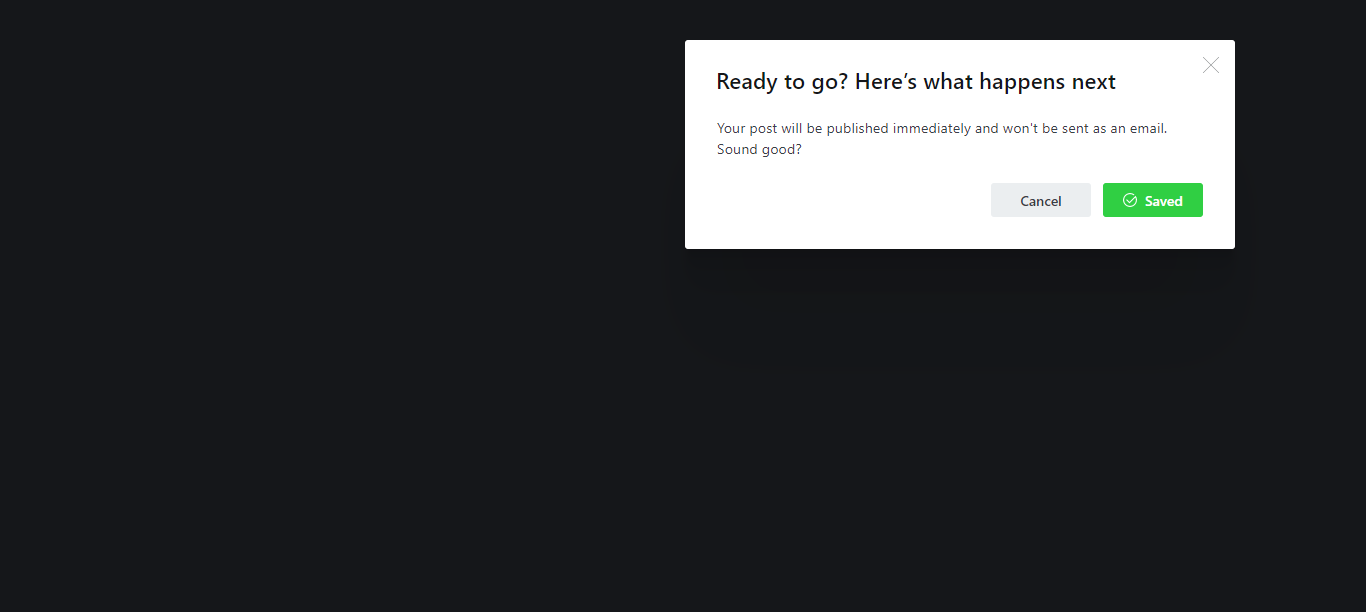 Ready to go? Here’s what happens next
Your post will be published immediately and won't be sent as an email.
Sound good?
Cancel
Saved